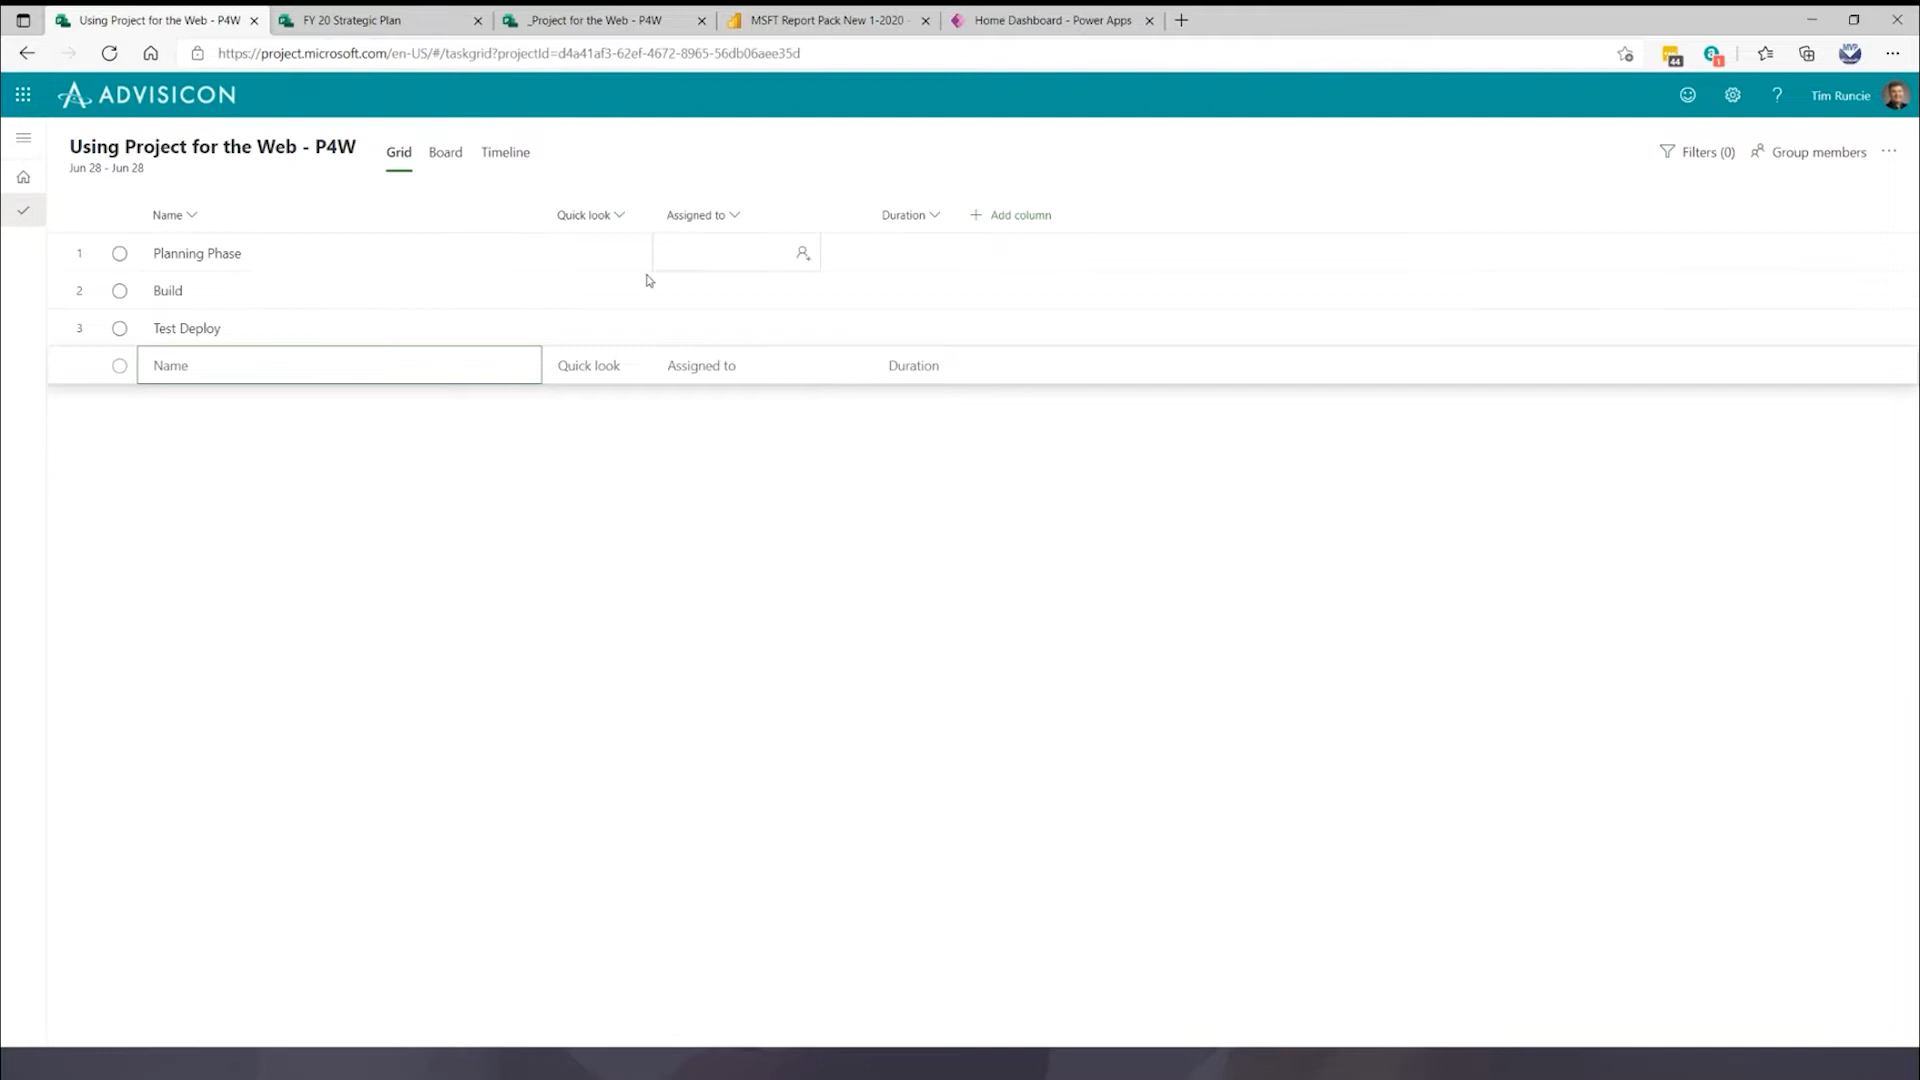 Using Project for the Web - P4W
FY 20 Strategic Plan
_Project for the Web - P4W
MSFT Report Pack New 1-2020 -
Home Dashboard - Power Apps
https://project.microsoft.com/en-US/#/taskgrid?projectId=d4a41af3-62ef-4672-8965-56db06aee35d
44
a
1
MVP
ADVISICON
?
Tim Runcie
Using Project for the Web - P4W
Jun 28 - Jun 28
Grid
Board
Timeline
Filters (0)
Group members
Name
Quick look
Assigned to
Duration
Add column
1
Planning Phase
2
Build
3
Test Deploy
Name
Quick look
Assigned to
Duration